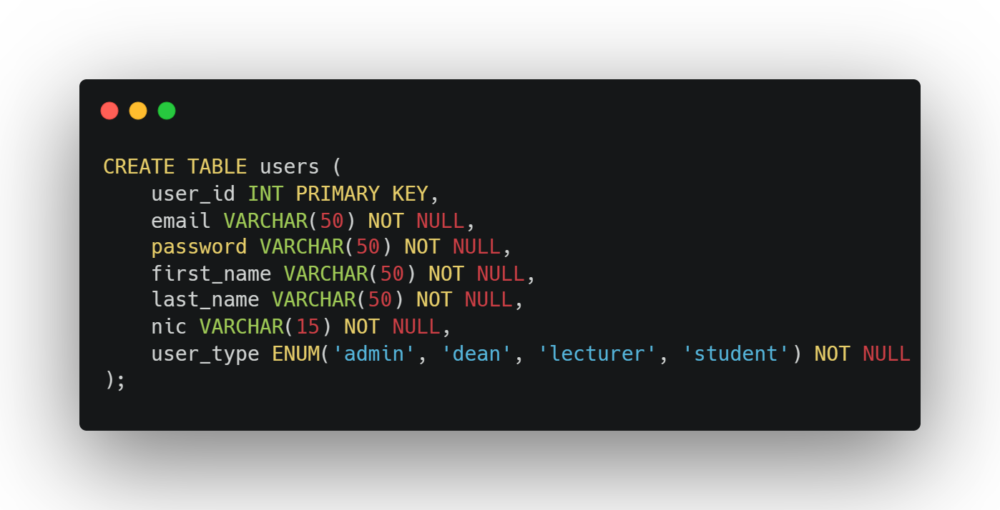 CREATE TABLE users (
    user_id INT PRIMARY KEY,
    email VARCHAR(50) NOT NULL,
    password VARCHAR(50) NOT NULL,
    first_name VARCHAR(50) NOT NULL,
    last_name VARCHAR(50) NOT NULL,
    nic VARCHAR(15) NOT NULL,
    user_type ENUM('admin', 'dean', 'lecturer', 'student') NOT NULL
);